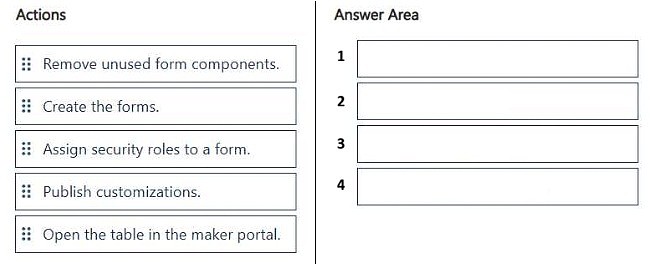 Actions
Remove unused form components.
Create the forms.
Assign security roles to a form.
Publish customizations.
Open the table in the maker portal.
Answer Area
1
2
3
4